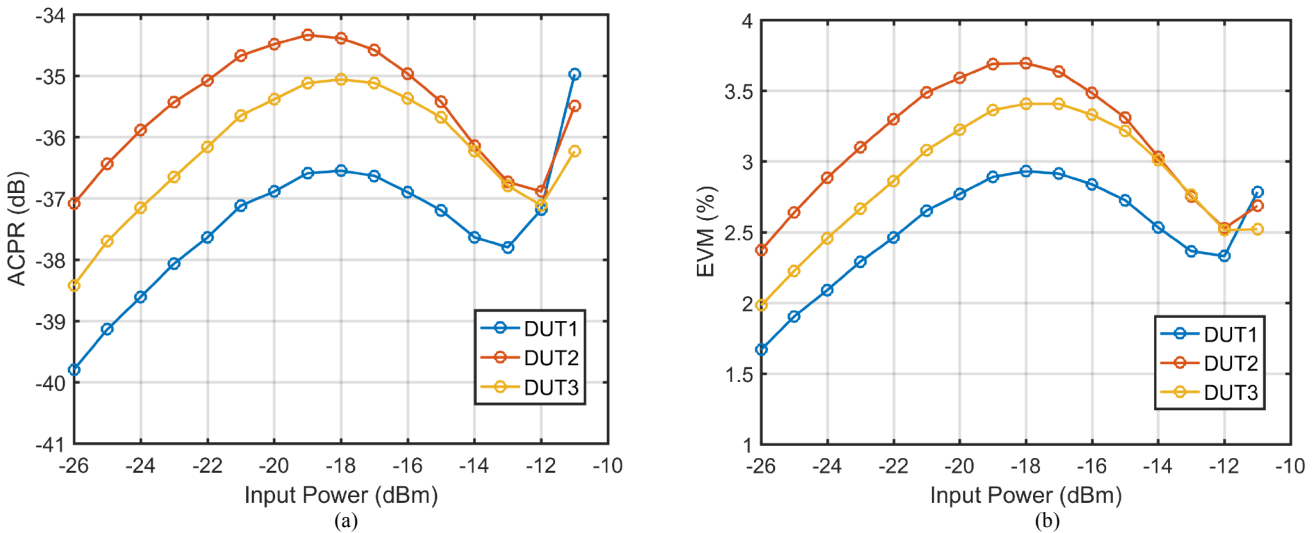 -34
-35
-36
-37
-38
-39
-40
-41
ACPR (dB)
DUT1
DUT2
DUT3
-26 -24 -22 -20 -18 -16 -14 -12 -10
Input Power (dBm)
(a)
4
3.5
3
2.5
2
1.5
1
EVM (%)
DUT1
DUT2
DUT3
-26 -24 -22 -20 -18 -16 -14 -12 -10
Input Power (dBm)
(b)